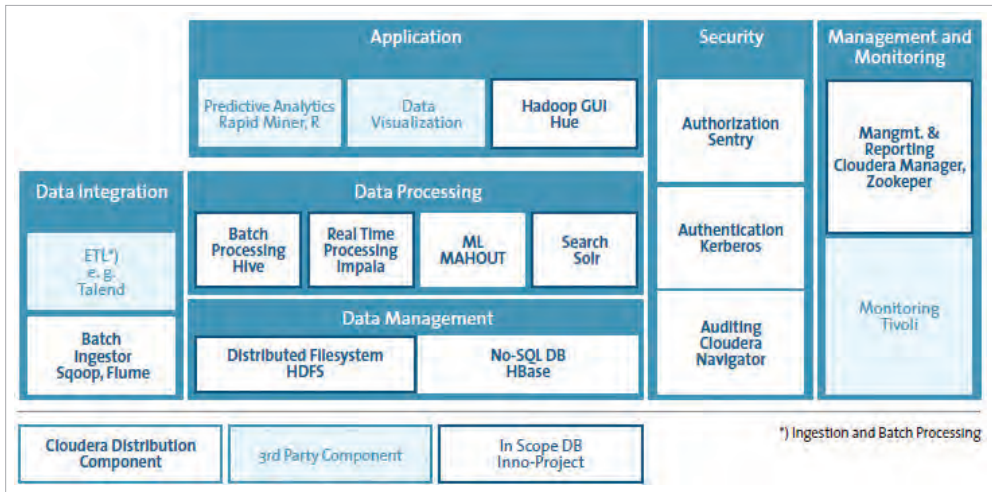 Application
Predictive Analytics
Rapid Miner, R
Data
Visualization
Hadoop GUI
Hue
Security
Authorization
Sentry
Authentication
Kerberos
Auditing
Cloudera
Navigator
Management and
Monitoring
Mangmt. &
Reporting
Cloudera Manager,
Zookeper
Monitoring
Tivoli
Data Integration
ETL*)
e. g.
Talend
Batch
Ingestor
Sqoop, Flume
Data Processing
Batch
Processing
Hive
Real Time
Processing
Impala
ML
MAHOUT
Search
Solr
Data Management
Distributed Filesystem
HDFS
No-SQL DB
HBase
*) Ingestion and Batch Processing
Cloudera Distribution
Component
3rd Party Component
In Scope DB
Inno-Project